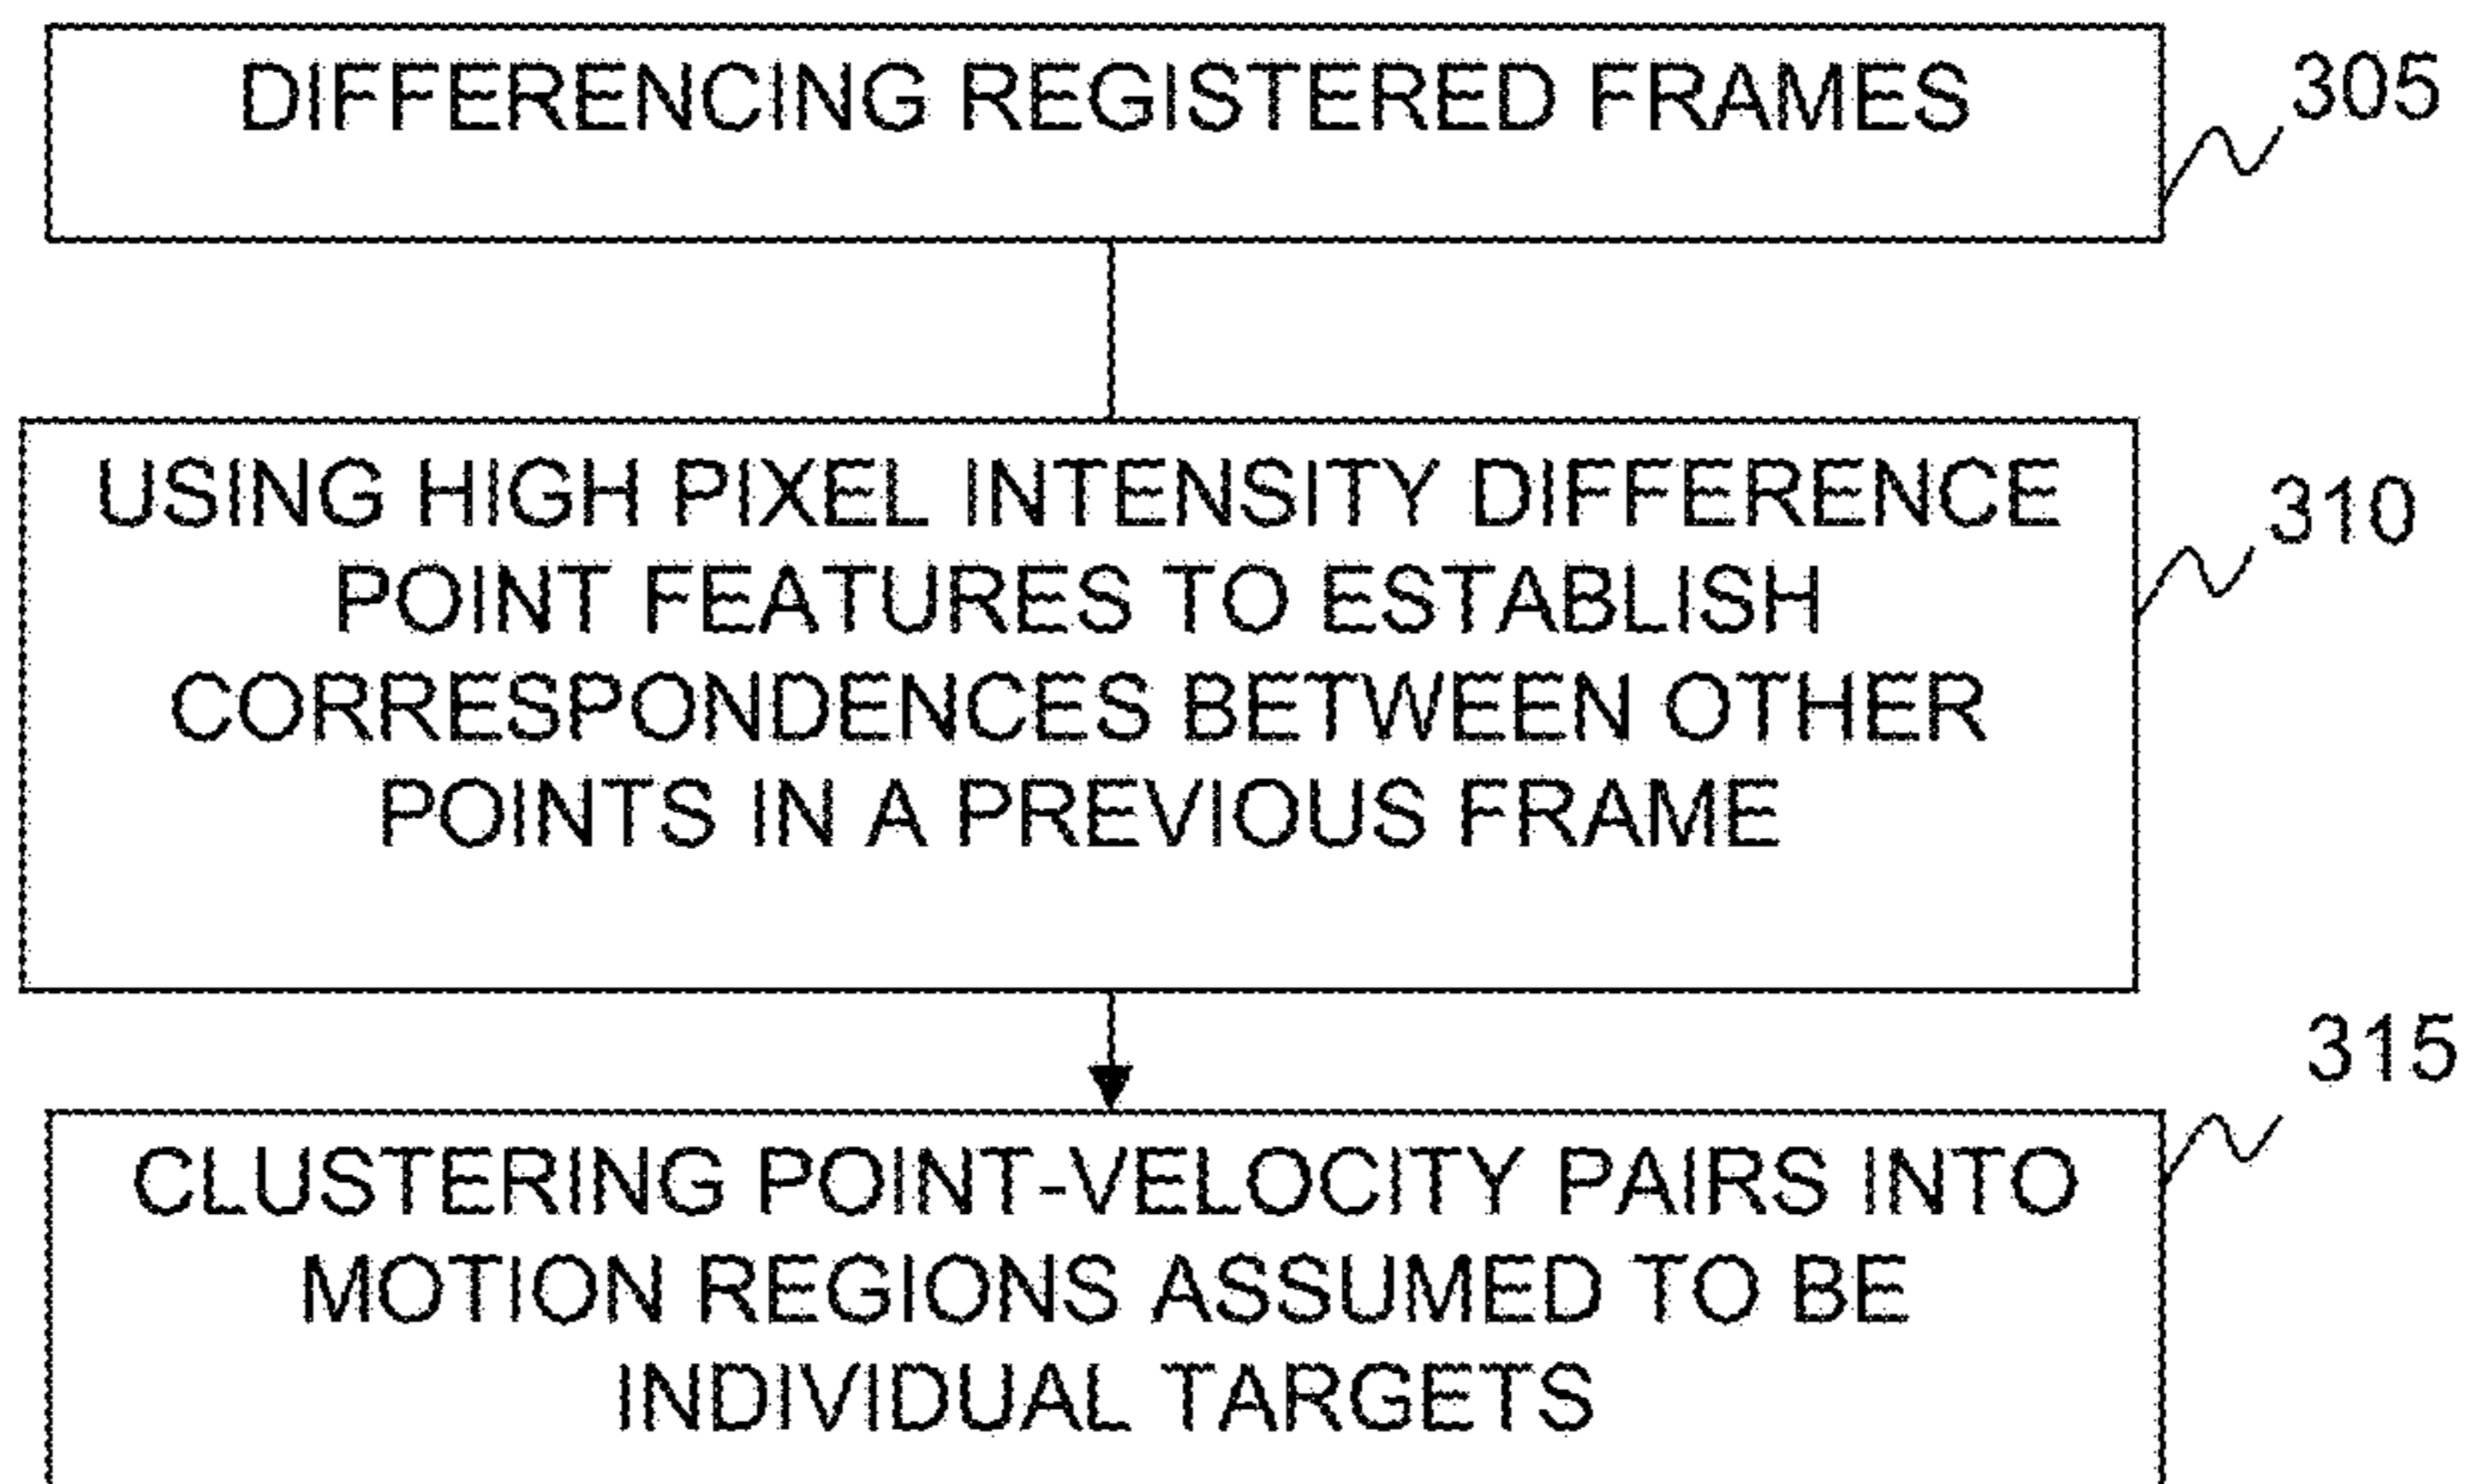 DIFFERENCING REGISTERED FRAMES
305
USING HIGH PIXEL INTENSITY DIFFERENCE
310
POINT FEATURES TO ESTABLISH
CORRESPONDENCES BETWEEN OTHER
POINTS IN A PREVIOUS FRAME
315
CLUSTERING POINT-VELOCITY PAIRS INTO
MOTION REGIONS ASSUMED TO BE
INDIVIDUAL TARGETS